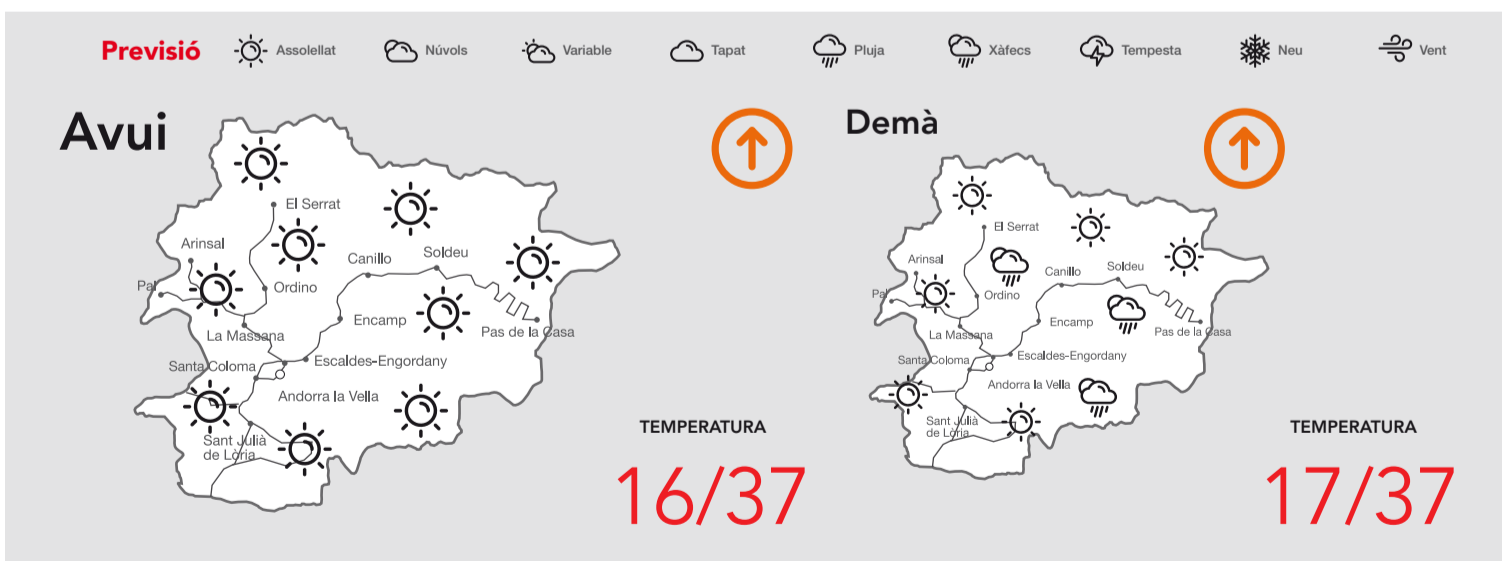 Previsió Assolellat Núvols Variable Tapat Pluja Xàfecs Tempesta Neu Vent
Avui
El Serrat
Arinsal
Canillo
Soldeu
Pal
Ordino
Encamp
La Massana
Pas de la Casa
Santa Coloma
Escaldes-Engordany
Andorra la Vella
Sant Julià
de Lòria
TEMPERATURA
16/37
Demà
El Serrat
Arinsal
Canillo
Soldeu
Pal
Ordino
Encamp
La Massana
Pas de la Casa
Santa Coloma
Escaldes-Engordany
Andorra la Vella
Sant Julià
de Lòria
TEMPERATURA
17/37